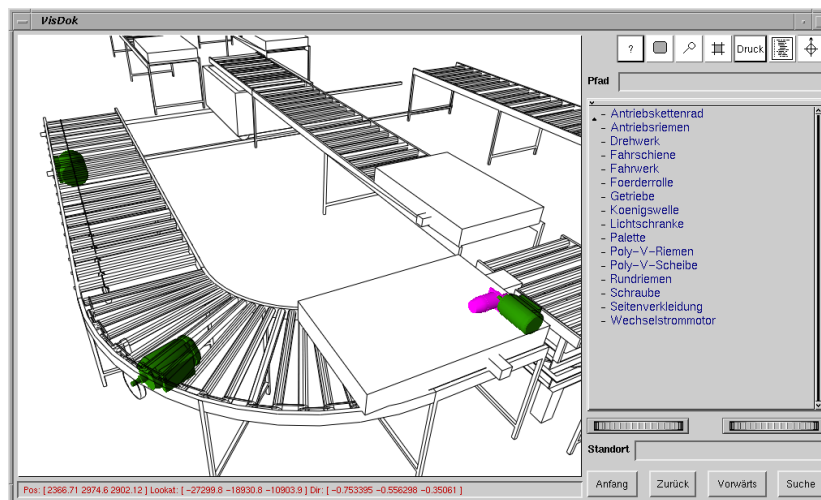 VisDok
?
Druck
Pfad
- Antriebskettenrad
- Antriebsriemen
- Drehwerk
- Fahrschiene
- Fahrwerk
- Foerderrolle
- Getriebe
- Koenigswelle
- Lichtschranke
- Palette
- Poly-V-Riemen
- Poly-V-Scheibe
- Rundriemen
- Schraube
- Seitenverkleidung
- Wechselstrommotor
Standort
Anfang Zurück Vorwärts Suche
Pos: [ 2366.71 2974.6 2902.12 ] Lookat: [ -27299.8 -18930.8 -10903.9 ] Dir: [ -0.753395 -0.556298 -0.35061 ]